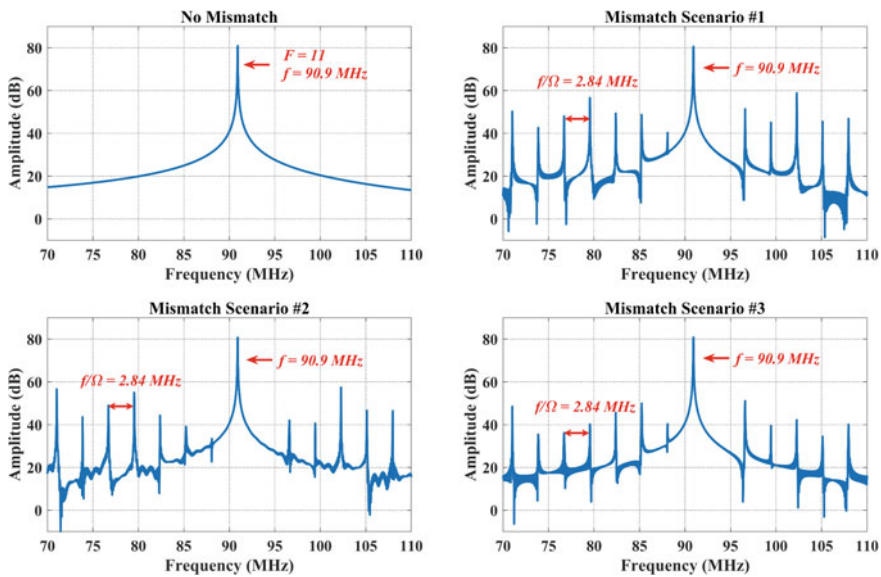 No Mismatch
80
60
40
20
0
Amplitude (dB)
F = 11
f = 90.9 MHz
70 75 80 85 90 95 100 105 110
Frequency (MHz)
Mismatch Scenario #1
80
60
40
20
0
Amplitude (dB)
f/Ω = 2.84 MHz
f = 90.9 MHz
70 75 80 85 90 95 100 105 110
Frequency (MHz)
Mismatch Scenario #2
80
60
40
20
0
Amplitude (dB)
f/Ω = 2.84 MHz
f = 90.9 MHz
70 75 80 85 90 95 100 105 110
Frequency (MHz)
Mismatch Scenario #3
80
60
40
20
0
Amplitude (dB)
f/Ω = 2.84 MHz
f = 90.9 MHz
70 75 80 85 90 95 100 105 110
Frequency (MHz)